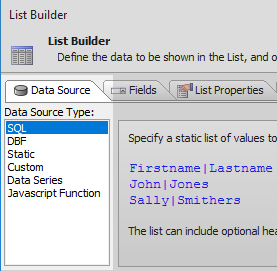 List Builder
List Builder
Define the data to be shown in the List, and o
Data Source Fields List Properties
Data Source Type:
SQL
DBF
Static
Custom
Data Series
Javascript Function
Specify a static list of values to
Firstname|Lastname
John|Jones
Sally|Smithers
The list can include optional hea